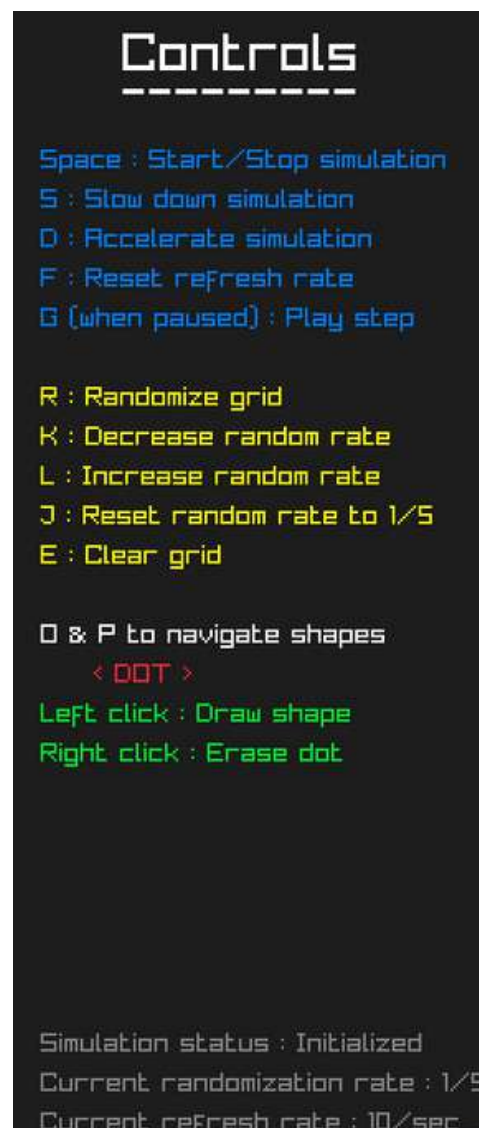 Controls
---------
Space : Start/Stop simulation
S : Slow down simulation
D : Accelerate simulation
F : Reset refresh rate
G (when paused) : Play step
R : Randomize grid
K : Decrease random rate
L : Increase random rate
J : Reset random rate to 1/5
E : Clear grid
O & P to navigate shapes
< DOT >
Left click : Draw shape
Right click : Erase dot
Simulation status : Initialized
Current randomization rate : 1/5
Current refresh rate : 10/sec